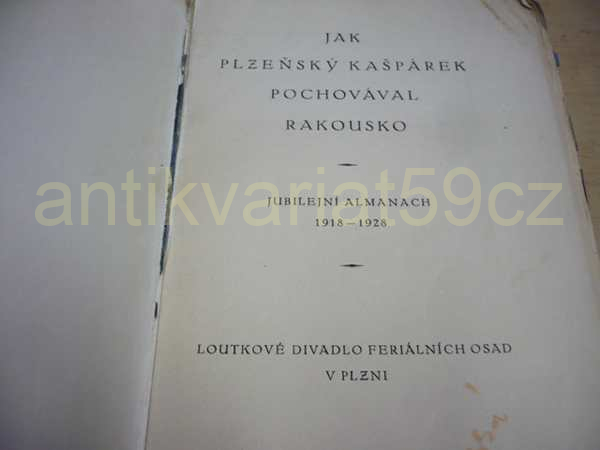 JAK
PLZEŇSKÝ KAŠPÁREK
POCHOVÁVAL
RAKOUSKO
antikvariat59cz
JUBILEJNÍ ALMANACH
1918 – 1928
LOUTKOVÉ DIVADLO FERIÁLNÍCH OSAD
V PLZNI